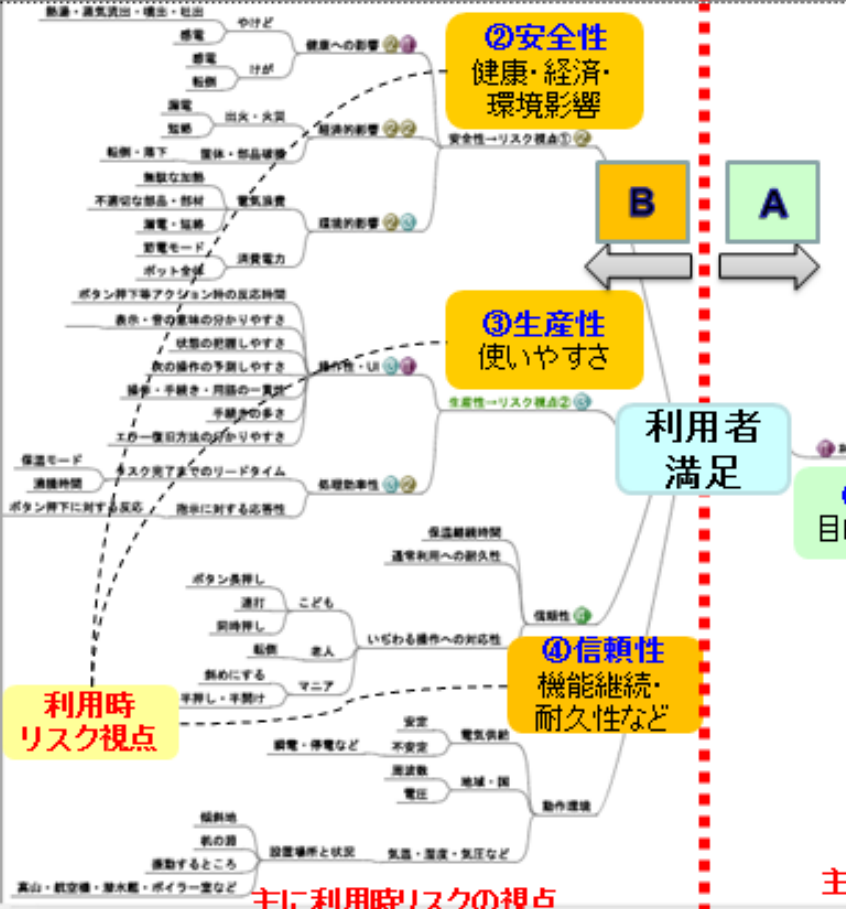 熱湯・蒸気流出・噴出・吐出
やけど
感電
健康への影響
感電
けが
転倒
②安全性
健康・経済・
環境影響
漏電
出火・火災
短絡
経済的影響
転倒・落下
筐体・部品破損
安全性→リスク視点①
無駄な加熱
不適切な部品・部材
電気浪費
漏電・短絡
環境的影響
節電モード
消費電力
ポット全体
B
A
ボタン押下等アクション時の反応時間
表示・音の意味の分かりやすさ
状態の把握しやすさ
次の操作の予測しやすさ
操作性・UI
操作・手続き・用語の一貫性
手続きの多さ
エラー復旧方法の分かりやすさ
③生産性
使いやすさ
生産性→リスク視点②
利用者
満足
保温モード
タスク完了までのリードタイム
沸騰時間
処理効率性
ボタン押下に対する反応
指示に対する応答性
保温継続時間
通常利用への耐久性
ボタン長押し
連打
こども
同時押し
信頼性
いぢわる操作への対応性
転倒
老人
斜めにする
マニア
半押し・半開け
④信頼性
機能継続・
耐久性など
利用時
リスク視点
安定
電気供給
瞬電・停電など
不安定
周波数
地域・国
電圧
動作環境
傾斜地
机の端
設置場所と状況
気温・湿度・気圧など
振動するところ
高山・航空機・潜水艦・ボイラー室など
主に利用時リスクの視点
主